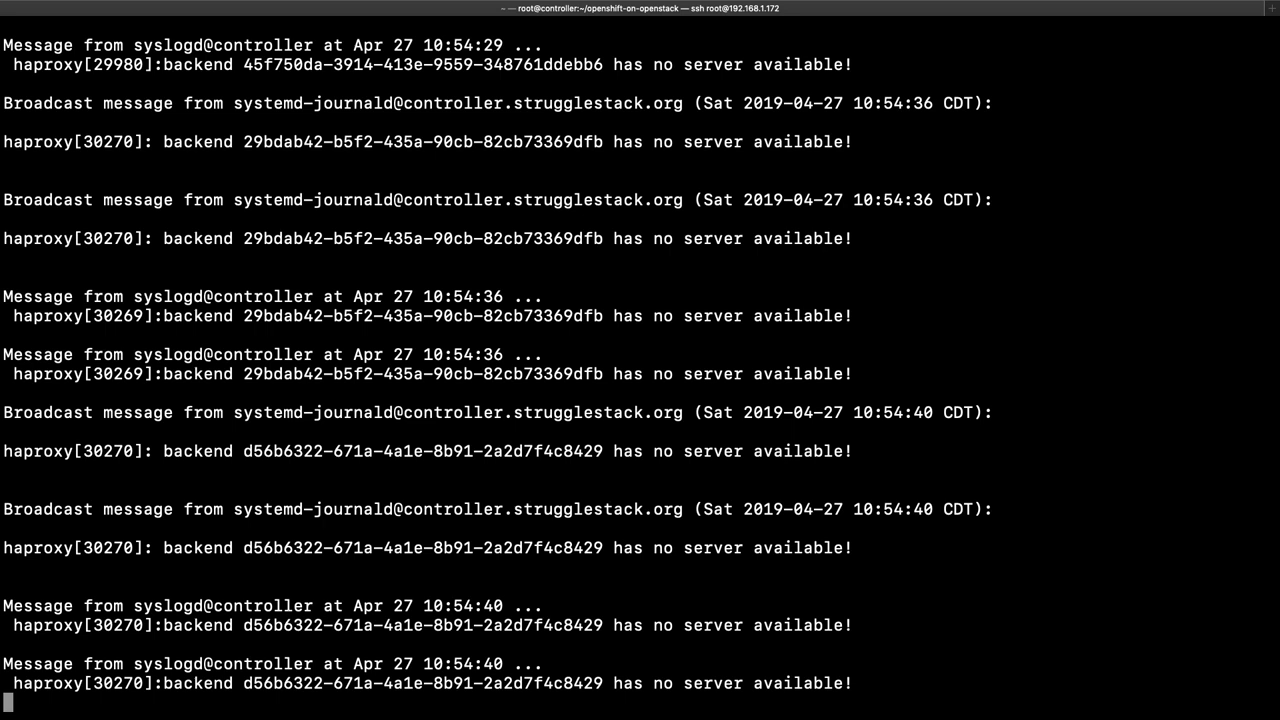 — root@controller:~/openshift-on-openstack — ssh root@192.168.1.172
Message from syslogd@controller at Apr 27 10:54:29 ...
haproxy[29980]:backend 45f750da-3914-413e-9559-348761ddebb6 has no server available!
Broadcast message from systemd-journald@controller.strugglestack.org (Sat 2019-04-27 10:54:36 CDT):
haproxy[30270]: backend 29bdab42-b5f2-435a-90cb-82cb73369dfb has no server available!
Broadcast message from systemd-journald@controller.strugglestack.org (Sat 2019-04-27 10:54:36 CDT):
haproxy[30270]: backend 29bdab42-b5f2-435a-90cb-82cb73369dfb has no server available!
Message from syslogd@controller at Apr 27 10:54:36 ...
haproxy[30269]:backend 29bdab42-b5f2-435a-90cb-82cb73369dfb has no server available!
Message from syslogd@controller at Apr 27 10:54:36 ...
haproxy[30269]:backend 29bdab42-b5f2-435a-90cb-82cb73369dfb has no server available!
Broadcast message from systemd-journald@controller.strugglestack.org (Sat 2019-04-27 10:54:40 CDT):
haproxy[30270]: backend d56b6322-671a-4a1e-8b91-2a2d7f4c8429 has no server available!
Broadcast message from systemd-journald@controller.strugglestack.org (Sat 2019-04-27 10:54:40 CDT):
haproxy[30270]: backend d56b6322-671a-4a1e-8b91-2a2d7f4c8429 has no server available!
Message from syslogd@controller at Apr 27 10:54:40 ...
haproxy[30270]:backend d56b6322-671a-4a1e-8b91-2a2d7f4c8429 has no server available!
Message from syslogd@controller at Apr 27 10:54:40 ...
haproxy[30270]:backend d56b6322-671a-4a1e-8b91-2a2d7f4c8429 has no server available!